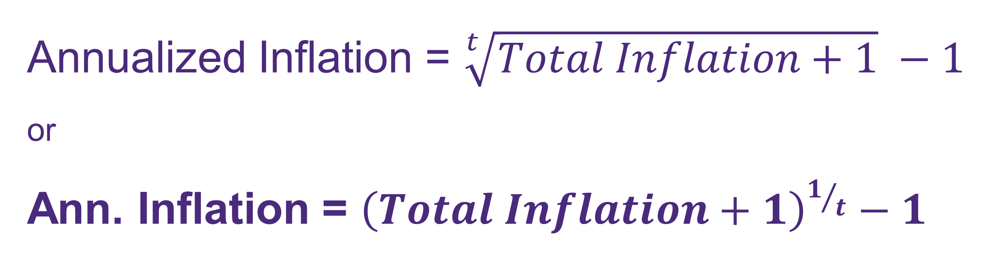 Annualized Inflation = ᵗ√(Total Inflation + 1) − 1
or
Ann. Inflation = (Total Inflation + 1)^1/t − 1